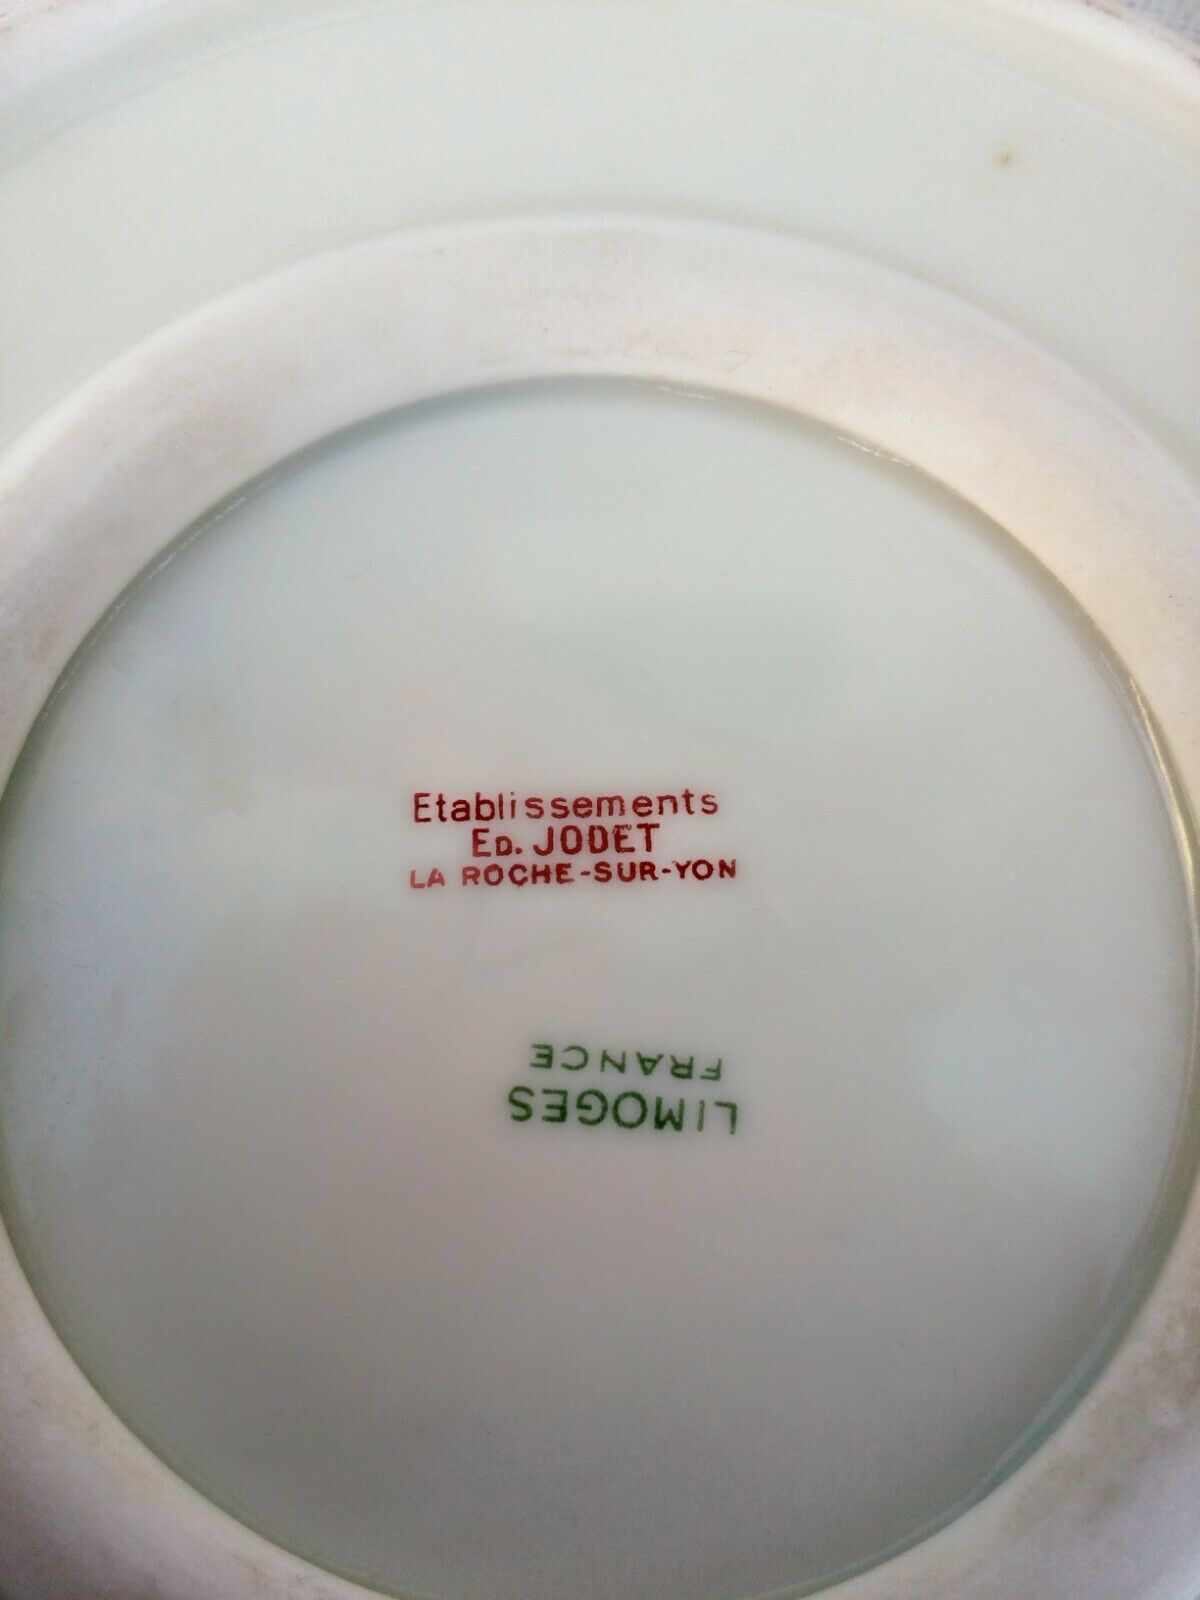 Etablissements
ED. JODET
LA ROCHE-SUR-YON
LIMOGES
FRANCE